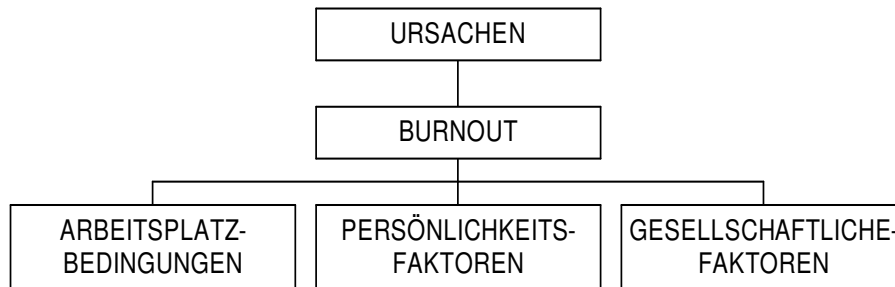 URSACHEN
BURNOUT
ARBEITSPLATZ-
BEDINGUNGEN
PERSÖNLICHKEITS-
FAKTOREN
GESELLSCHAFTLICHE-
FAKTOREN